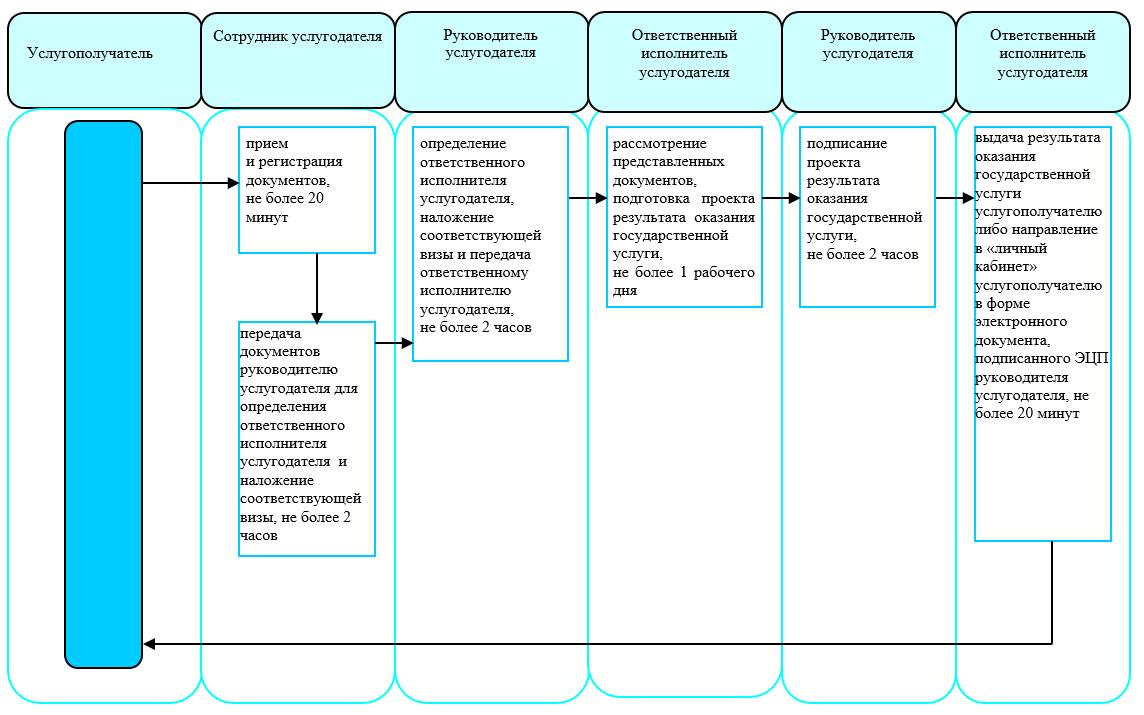 Услугополучатель
Сотрудник услугодателя
Руководитель
услугодателя
Ответственный
исполнитель
услугодателя
Руководитель
услугодателя
Ответственный
исполнитель
услугодателя
прием
и регистрация
документов,
не более 20
минут
передача
документов
руководителю
услугодателя для
определения
ответственного
исполнителя
услугодателя и
наложение
соответствующей
визы, не более 2
часов
определение
ответственного
исполнителя
услугодателя,
наложение
соответствующей
визы и передача
ответственному
исполнителю
услугодателя,
не более 2 часов
рассмотрение
представленных
документов,
подготовка проекта
результата оказания
государственной
услуги,
не более 1 рабочего
дня
подписание
проекта
результата
оказания
государственной
услуги,
не более 2 часов
выдача результата
оказания
государственной
услуги
услугополучателю
либо направление
в «личный
кабинет»
услугополучателю
в форме
электронного
документа,
подписанного ЭЦП
руководителя
услугодателя, не
более 20 минут